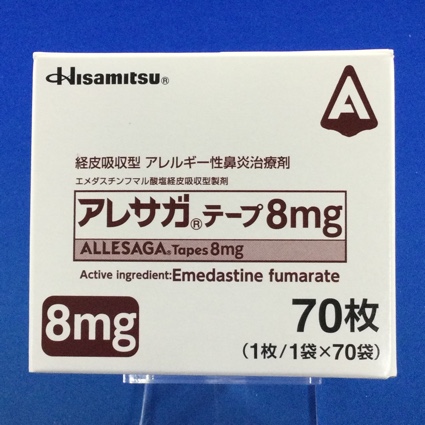 Hisamitsu®
A
経皮吸収型 アレルギー性鼻炎治療剤
エメダスチンフマル酸塩経皮吸収型製剤
アレサガ®テープ8mg
ALLESAGA®Tapes8mg
Active ingredient:Emedastine fumarate
8mg
70枚
(1枚/1袋×70袋)